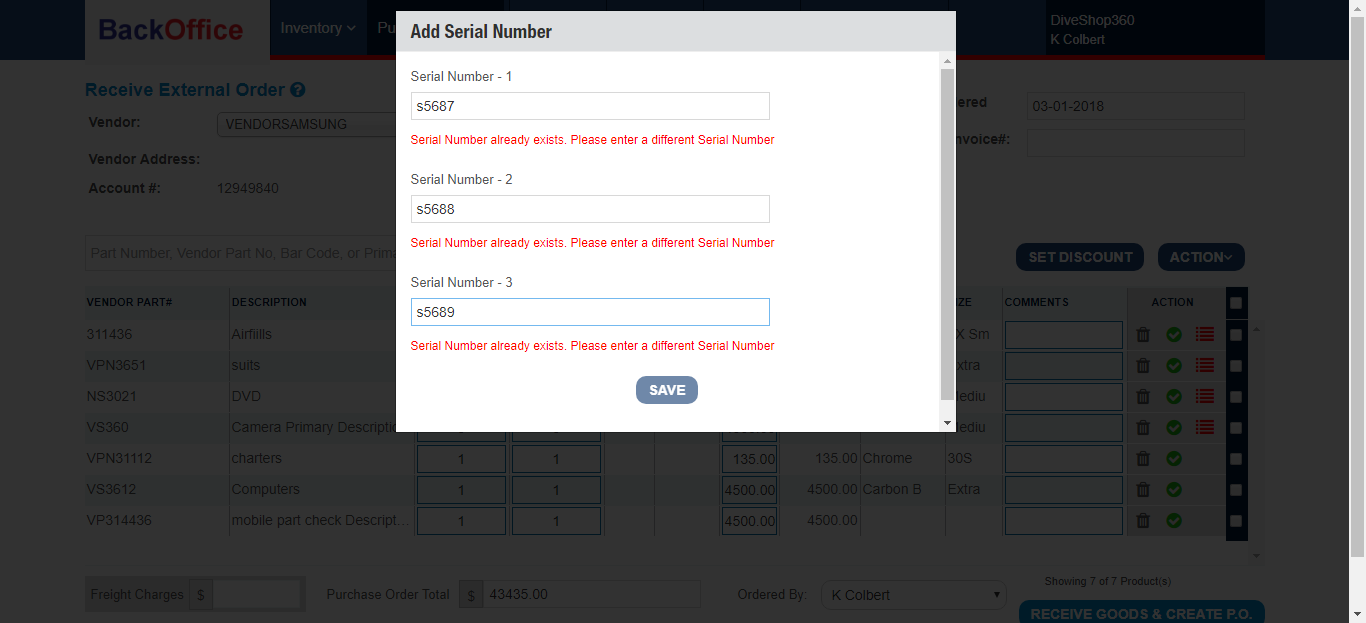 BackOffice
Inventory
Pu
DiveShop360
K Colbert
Add Serial Number
Serial Number - 1
s5687
Serial Number already exists. Please enter a different Serial Number
Serial Number - 2
s5688
Serial Number already exists. Please enter a different Serial Number
Serial Number - 3
s5689
Serial Number already exists. Please enter a different Serial Number
SAVE
Receive External Order ?
ered
03-01-2018
Vendor:
VENDORSAMSUNG
nvoice#:
Vendor Address:
Account #:
12949840
Part Number, Vendor Part No, Bar Code, or Prima
SET DISCOUNT
ACTION
VENDOR PART# DESCRIPTION IZE COMMENTS ACTION
311436 Airfiills X Sm
VPN3651 suits xtra
NS3021 DVD Mediu
VS360 Camera Primary Descriptic Mediu
VPN31112 charters 1 1 135.00 135.00 Chrome 30S
VS3612 Computers 1 1 4500.00 4500.00 Carbon B Extra
VP314436 mobile part check Descript... 1 1 4500.00 4500.00
Showing 7 of 7 Product(s)
Freight Charges $
Purchase Order Total $ 43435.00
Ordered By: K Colbert
RECEIVE GOODS & CREATE P.O.